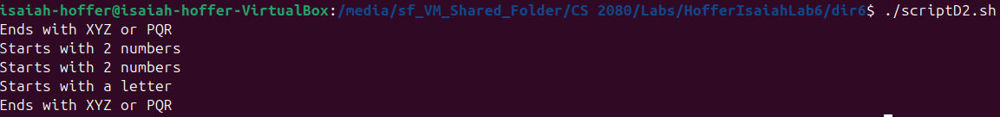 isaiah-hoffer@isaiah-hoffer-VirtualBox:/media/sf_VM_Shared_Folder/CS 2080/Labs/HofferIsaiahLab6/dir6$ ./scriptD2.sh
Ends with XYZ or PQR
Starts with 2 numbers
Starts with 2 numbers
Starts with a letter
Ends with XYZ or PQR